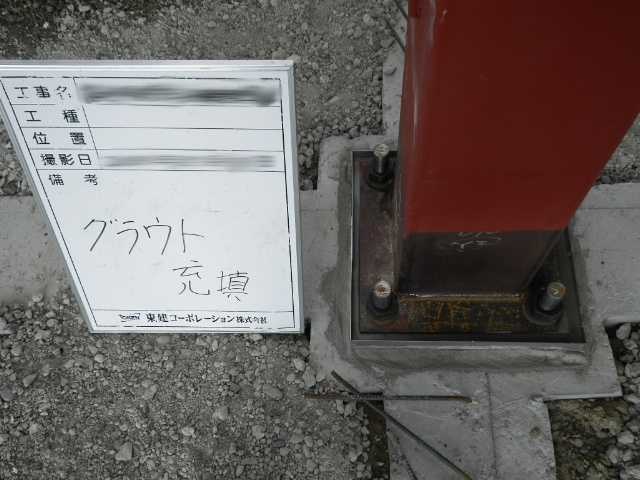 工事名
工種
位置
撮影日
備考
グラウト
充填
東建コーポレーション株式会社